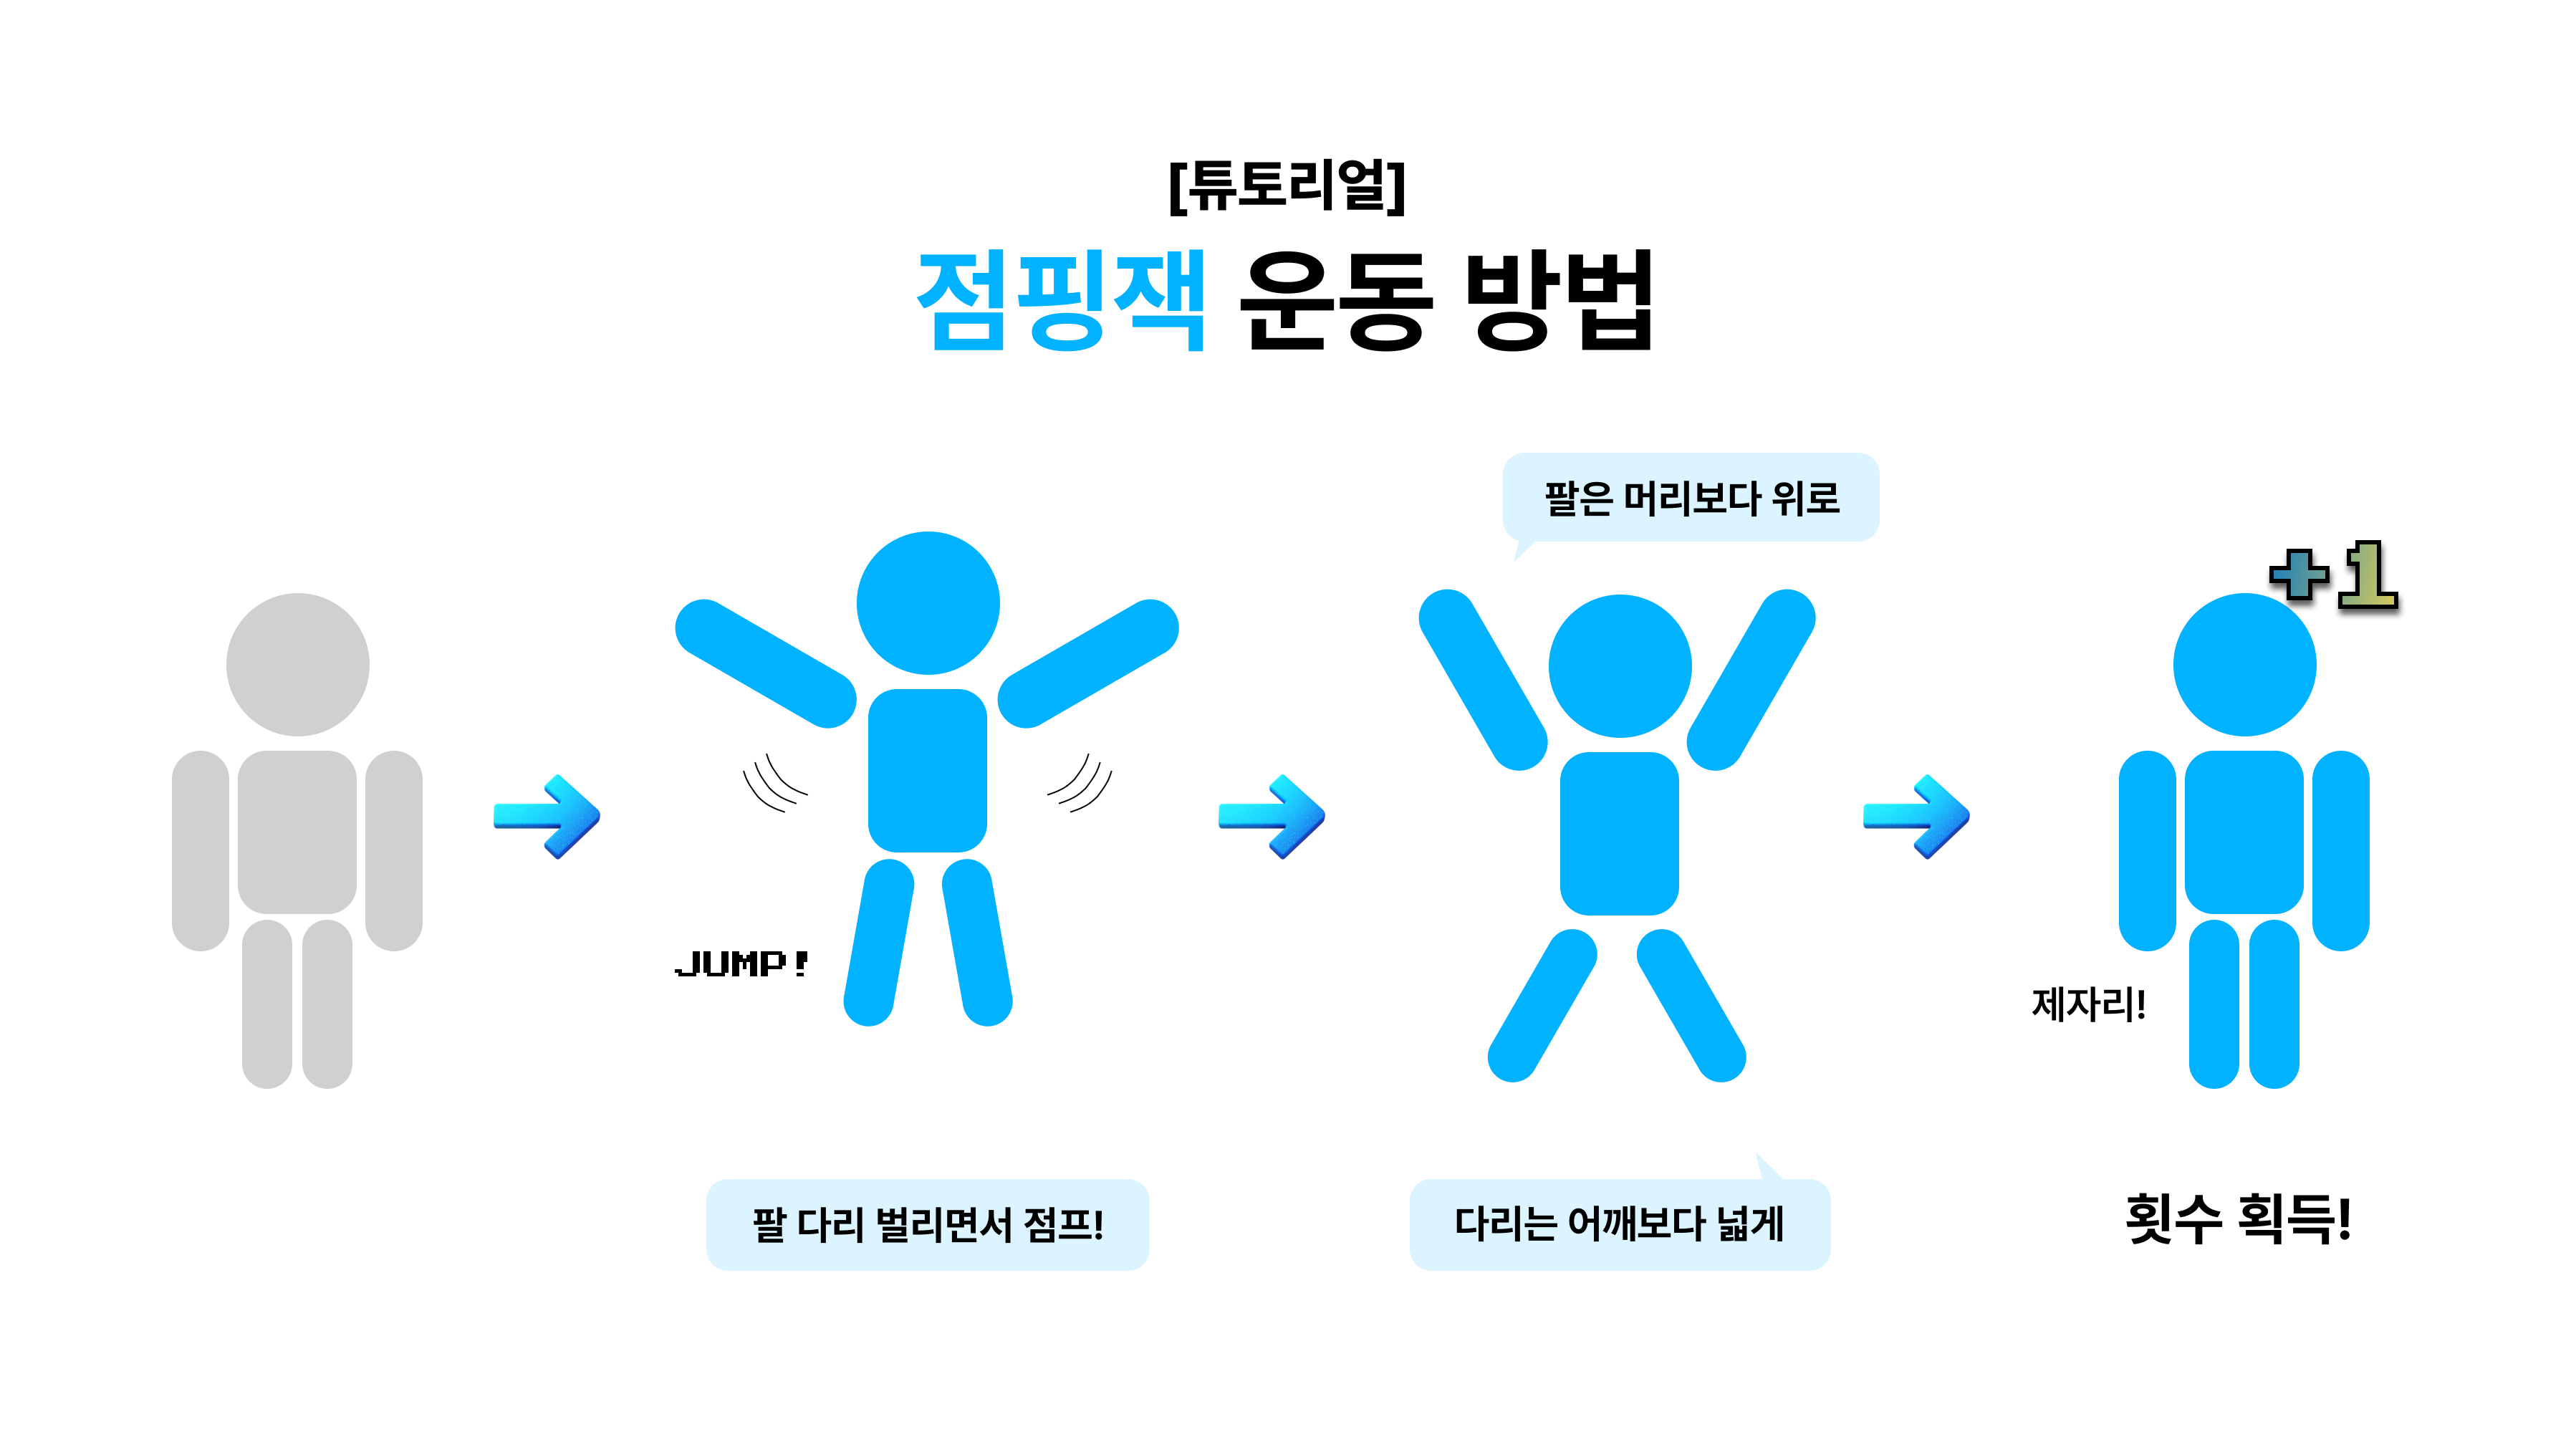 [튜토리얼]
점핑잭 운동 방법
팔은 머리보다 위로
+1
JUMP!
제자리!
팔 다리 벌리면서 점프!
다리는 어깨보다 넓게
횟수 획득!